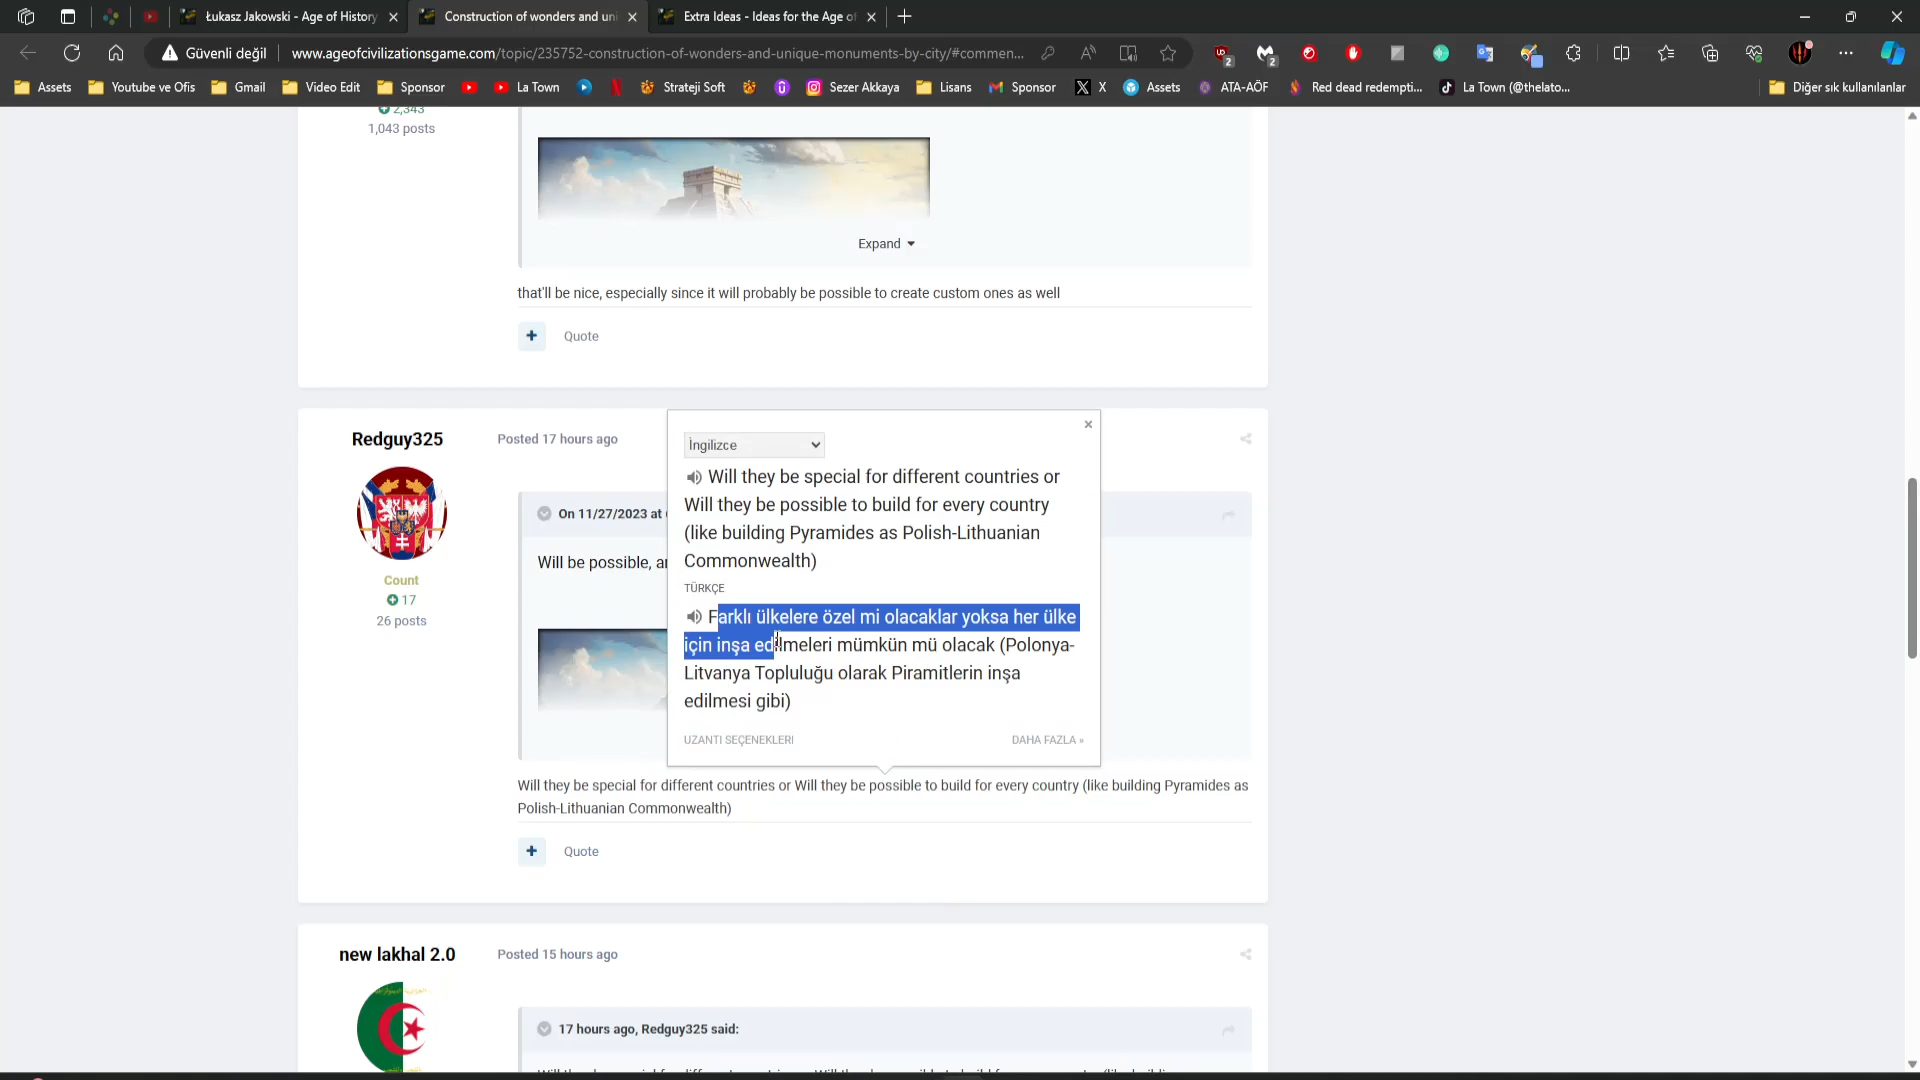 Łukasz Jakowski - Age of History
Construction of wonders and uni
Extra Ideas - Ideas for the Age of
Güvenli değil
www.ageofcivilizationsgame.com/topic/235752-construction-of-wonders-and-unique-monuments-by-city/#commen...
2
2
Assets
Youtube ve Ofis
Gmail
Video Edit
Sponsor
La Town
Strateji Soft
Sezer Akkaya
Lisans
Sponsor
X
Assets
ATA-AÖF
Red dead redempti...
La Town (@thelato...
Diğer sık kullanılanlar
2,343
1,043 posts
Expand
that'll be nice, especially since it will probably be possible to create custom ones as well
+ Quote
Redguy325
Posted 17 hours ago
Count
17
26 posts
On 11/27/2023 at
Will be possible, a
İngilizce
Will they be special for different countries or
Will they be possible to build for every country
(like building Pyramides as Polish-Lithuanian
Commonwealth)
TÜRKÇE
Farklı ülkelere özel mi olacaklar yoksa her ülke
için inşa edilmeleri mümkün mü olacak (Polonya-
Litvanya Topluluğu olarak Piramitlerin inşa
edilmesi gibi)
UZANTI SEÇENEKLERI
DAHA FAZLA »
Will they be special for different countries or Will they be possible to build for every country (like building Pyramides as
Polish-Lithuanian Commonwealth)
+ Quote
new lakhal 2.0
Posted 15 hours ago
17 hours ago, Redguy325 said: